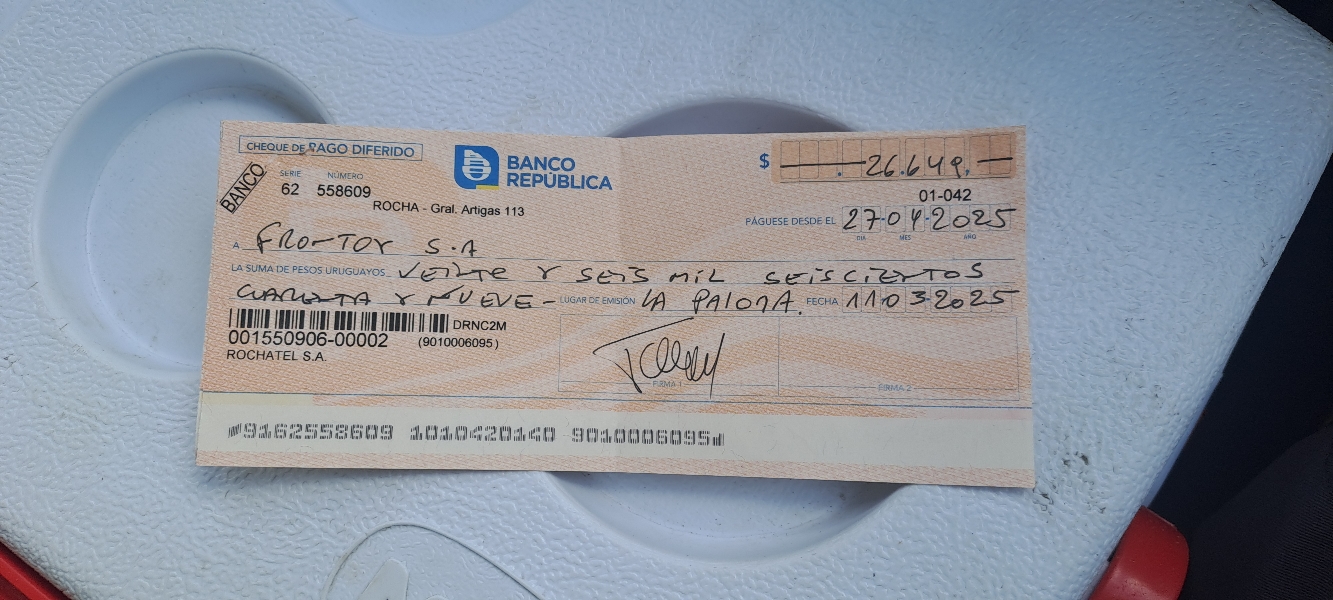 CHEQUE DE PAGO DIFERIDO
BANCO REPÚBLICA
$ 26.649.
BANCO
SERIE NÚMERO
62 558609
01-042
ROCHA - Gral. Artigas 113
PÁGUESE DESDE EL 27-04-2025
DIA MES AÑO
A FRONTOY S.A
LA SUMA DE PESOS URUGUAYOS VEINTE Y SEIS MIL SEISCIENTOS
CUARENTA Y NUEVE - LUGAR DE EMISIÓN LA PALOMA. FECHA 11 03 2025
DRNC2M
001550906-00002 (9010006095)
ROCHATEL S.A.
FIRMA 1 FIRMA 2
9162558609 1010420140 9010006095